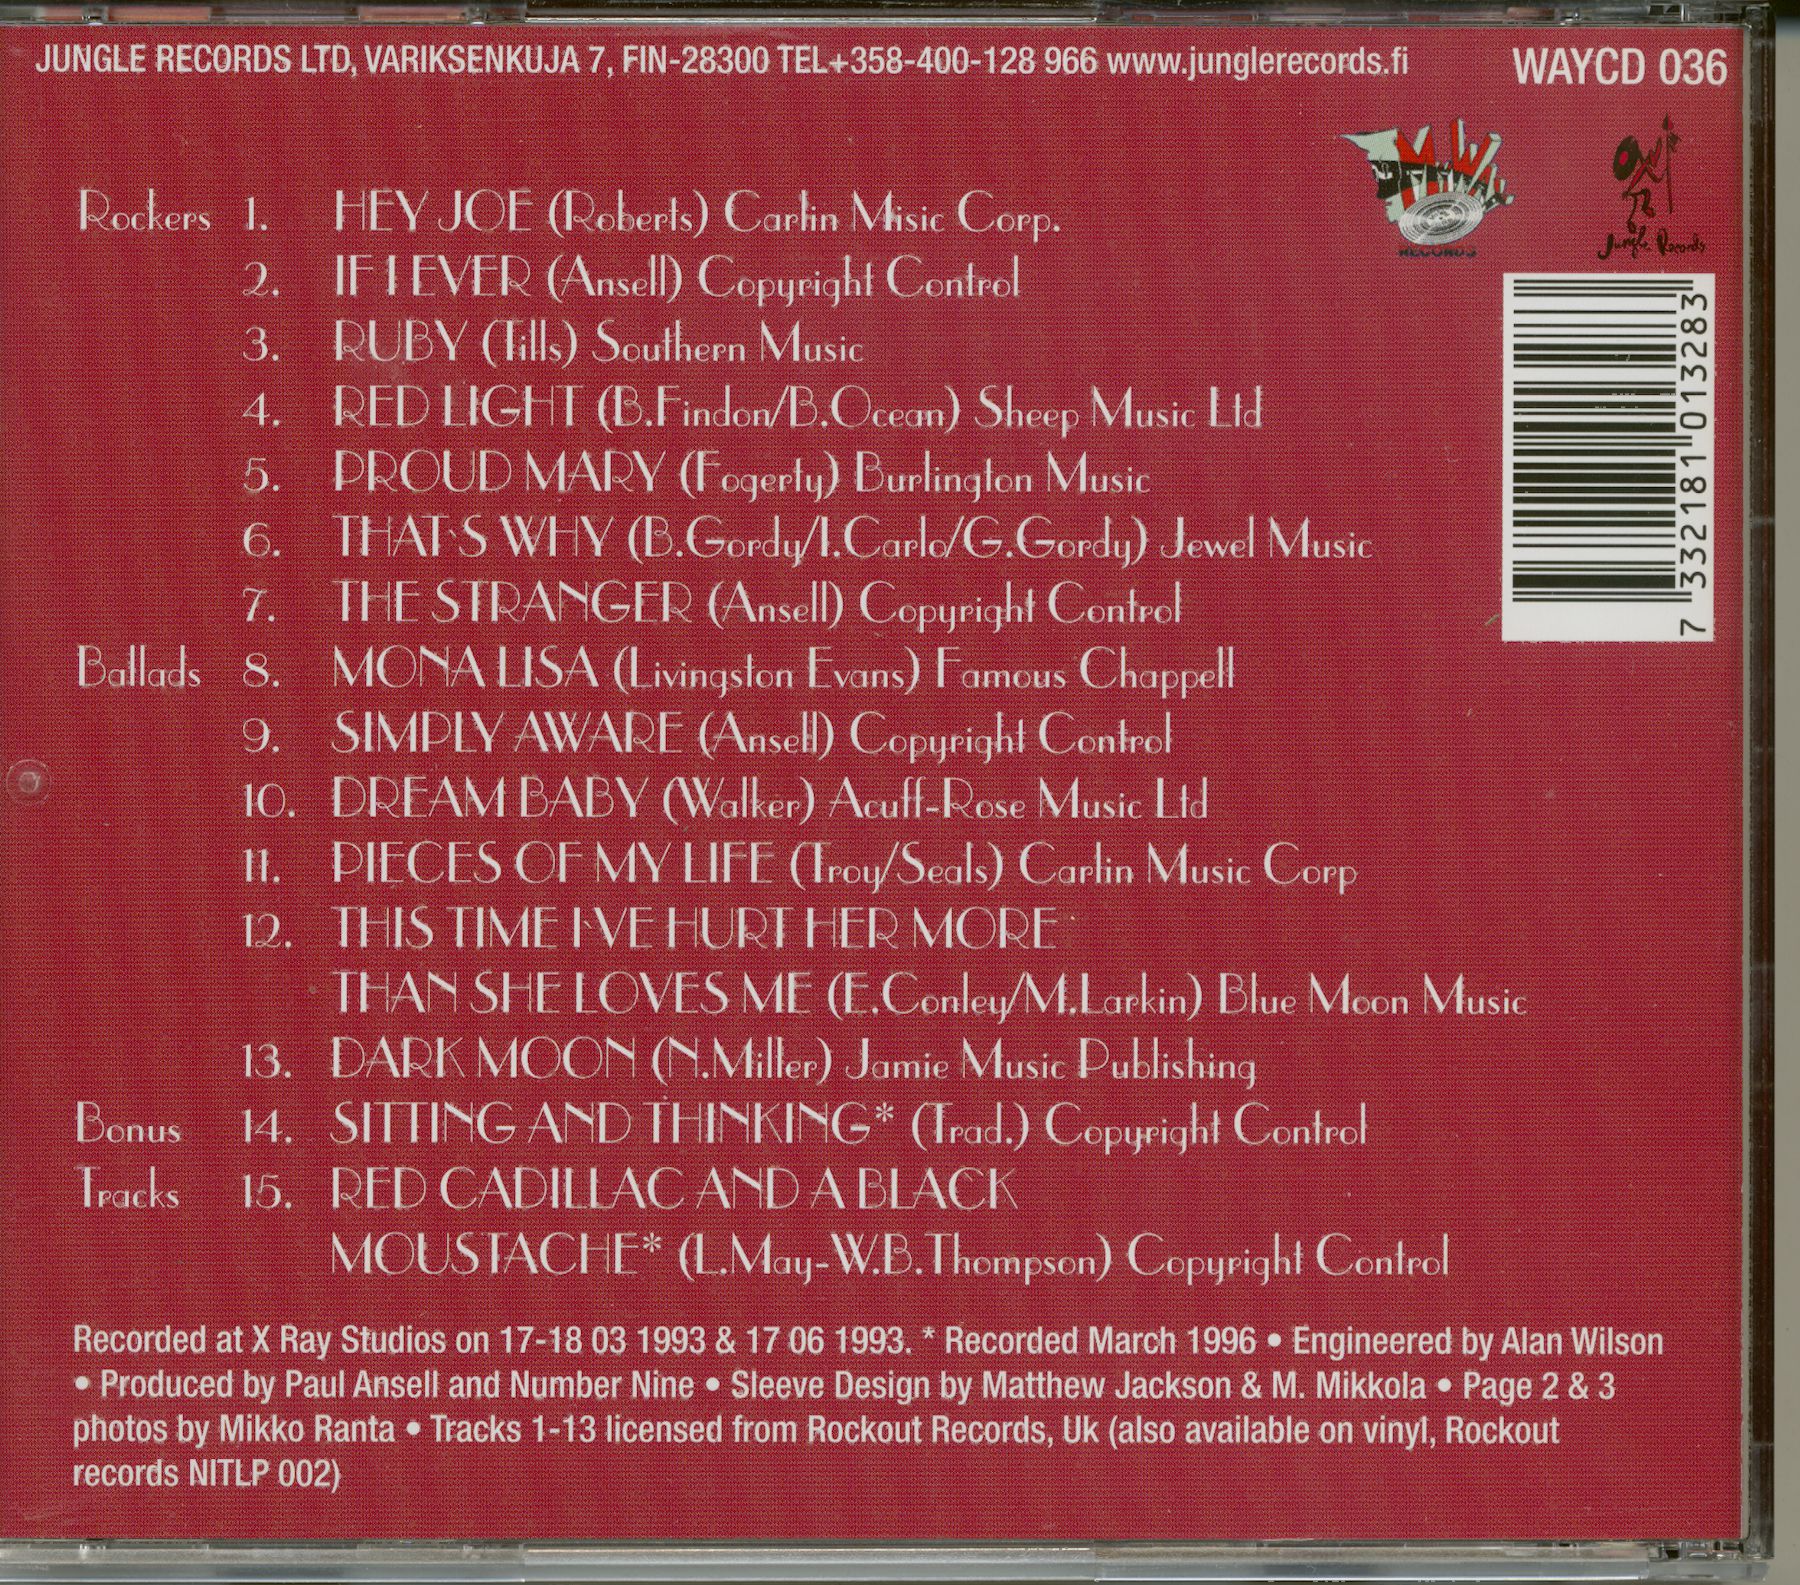 JUNGLE RECORDS LTD, VARIKSENKUJA 7, FIN-28300 TEL+358-400-128 966 www.junglerecords.fi WAYCD 036
RECORDS
Jungle Records
Rockers 1. HEY JOE (Roberts) Carlin Misic Corp.
2. IF I EVER (Ansell) Copyright Control
3. RUBY (Tills) Southern Music
4. RED LIGHT (B.Findon/B.Ocean) Sheep Music Ltd
5. PROUD MARY (Fogerty) Burlington Music
6. THAT`S WHY (B.Gordy/I.Carlo/G.Gordy) Jewel Music
7. THE STRANGER (Ansell) Copyright Control
Ballads 8. MONA LISA (Livingston Evans) Famous Chappell
9. SIMPLY AWARE (Ansell) Copyright Control
10. DREAM BABY (Walker) Acuff-Rose Music Ltd
11. PIECES OF MY LIFE (Troy/Seals) Carlin Music Corp
12. THIS TIME I`VE HURT HER MORE
THAN SHE LOVES ME (E.Conley/M.Larkin) Blue Moon Music
13. DARK MOON (N.Miller) Jamie Music Publishing
Bonus 14. SITTING AND THINKING* (Trad.) Copyright Control
Tracks 15. RED CADILLAC AND A BLACK
MOUSTACHE* (L.May-W.B.Thompson) Copyright Control
7 332181 013283
Recorded at X Ray Studios on 17-18 03 1993 & 17 06 1993. * Recorded March 1996 • Engineered by Alan Wilson
• Produced by Paul Ansell and Number Nine • Sleeve Design by Matthew Jackson & M. Mikkola • Page 2 & 3
photos by Mikko Ranta • Tracks 1-13 licensed from Rockout Records, Uk (also available on vinyl, Rockout
records NITLP 002)